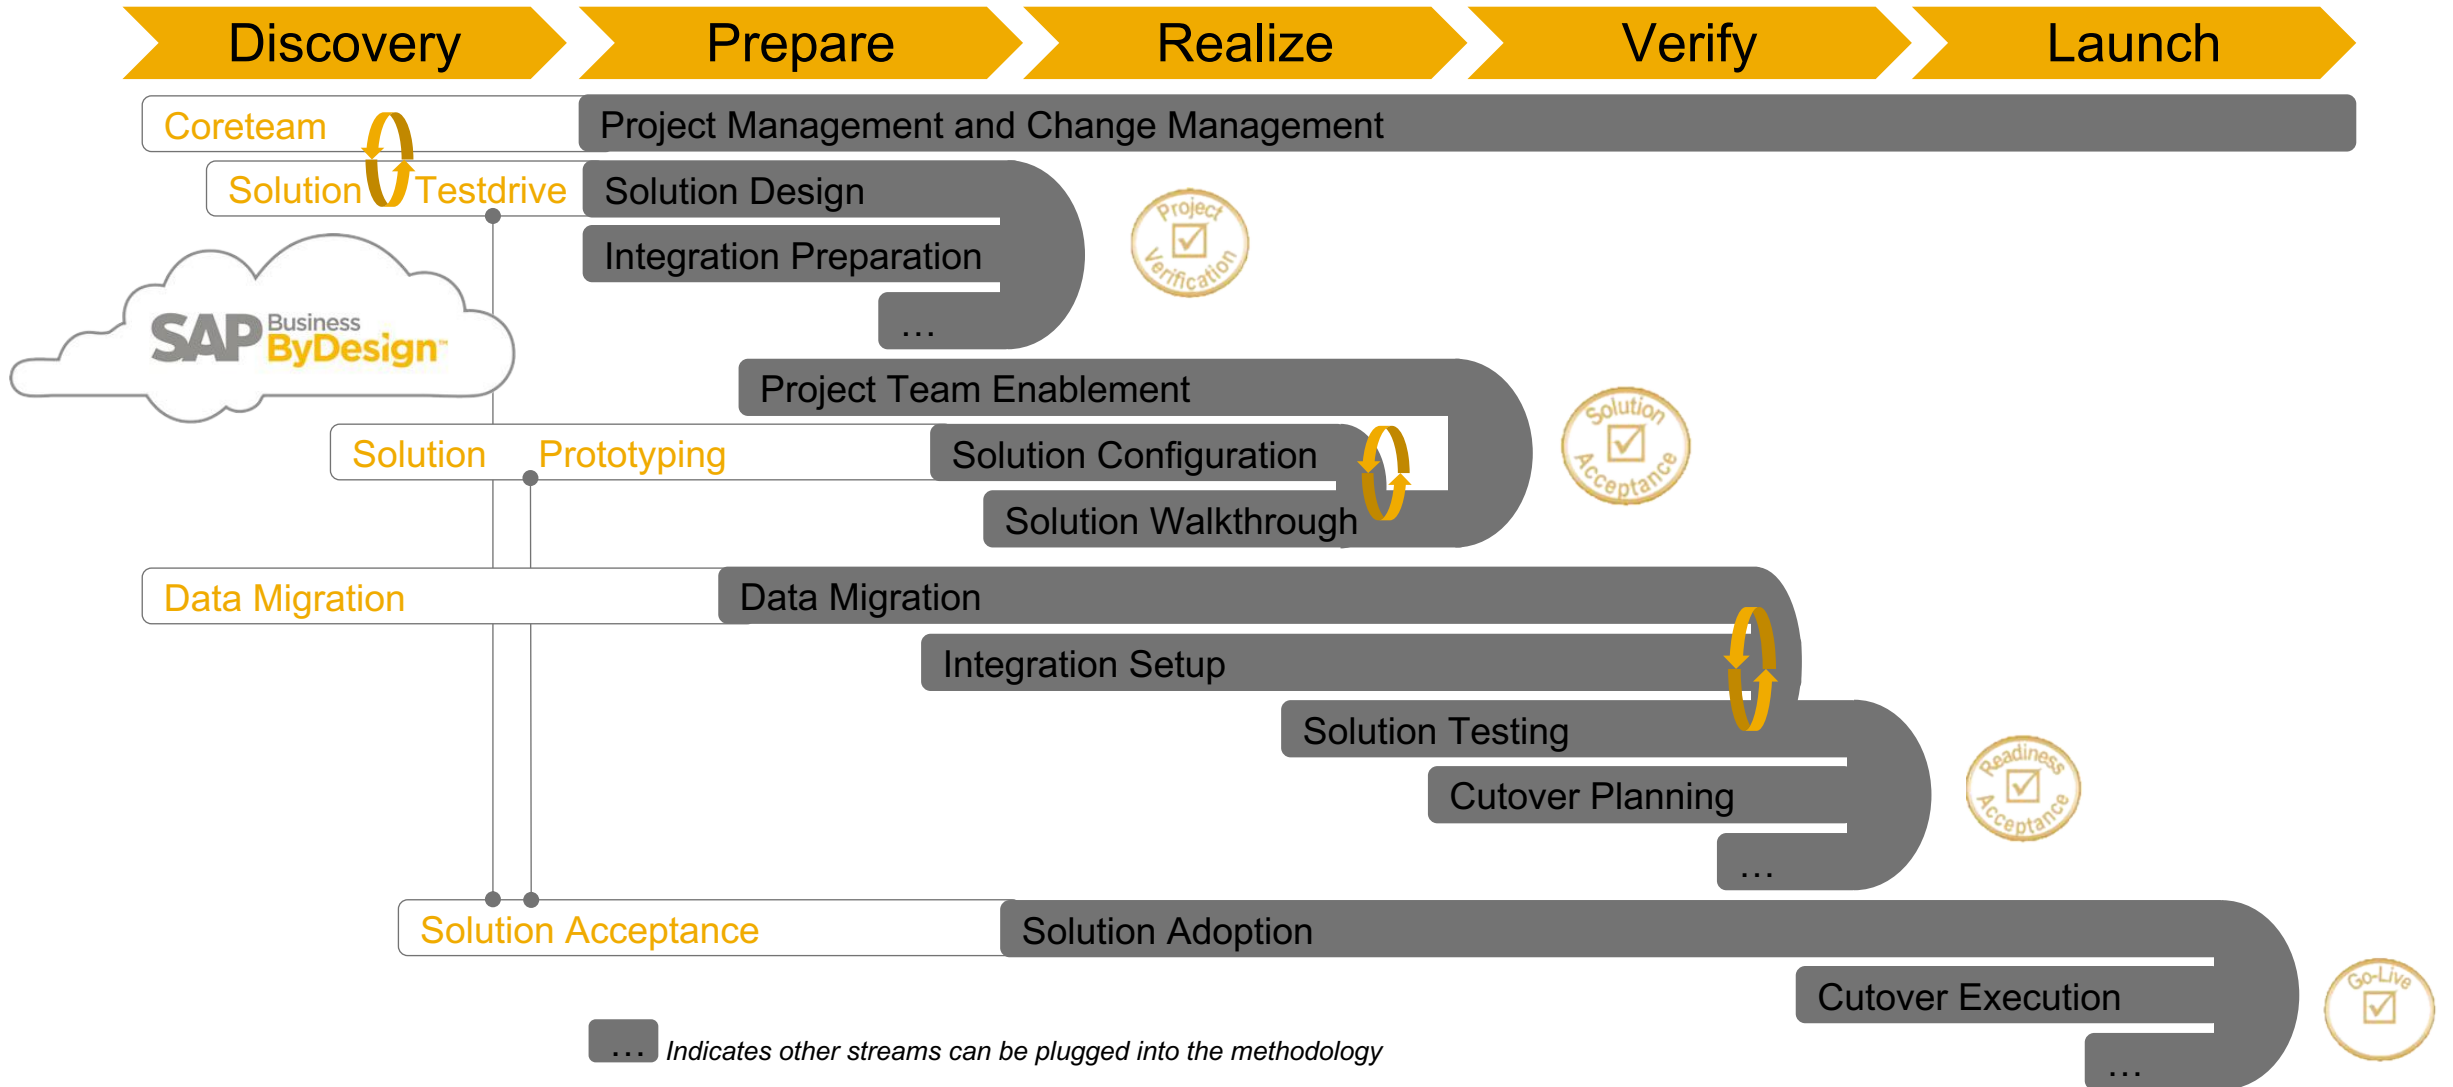 Discovery
Prepare
Realize
Verify
Launch
Coreteam
Project Management and Change Management
Solution Testdrive
Solution Design
Project Verification
Integration Preparation
...
SAP Business ByDesign™
Project Team Enablement
Solution Acceptance
Solution Prototyping
Solution Configuration
Solution Walkthrough
Data Migration
Data Migration
Integration Setup
Solution Testing
Readiness Acceptance
Cutover Planning
...
Solution Acceptance
Solution Adoption
Cutover Execution
Go-Live
... Indicates other streams can be plugged into the methodology
...